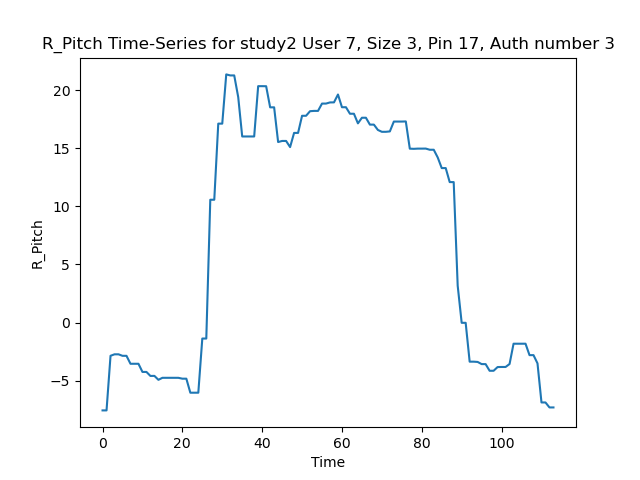 R_Pitch Time-Series for study2 User 7, Size 3, Pin 17, Auth number 3
R_Pitch
20
15
10
5
0
−5
0 20 40 60 80 100
Time